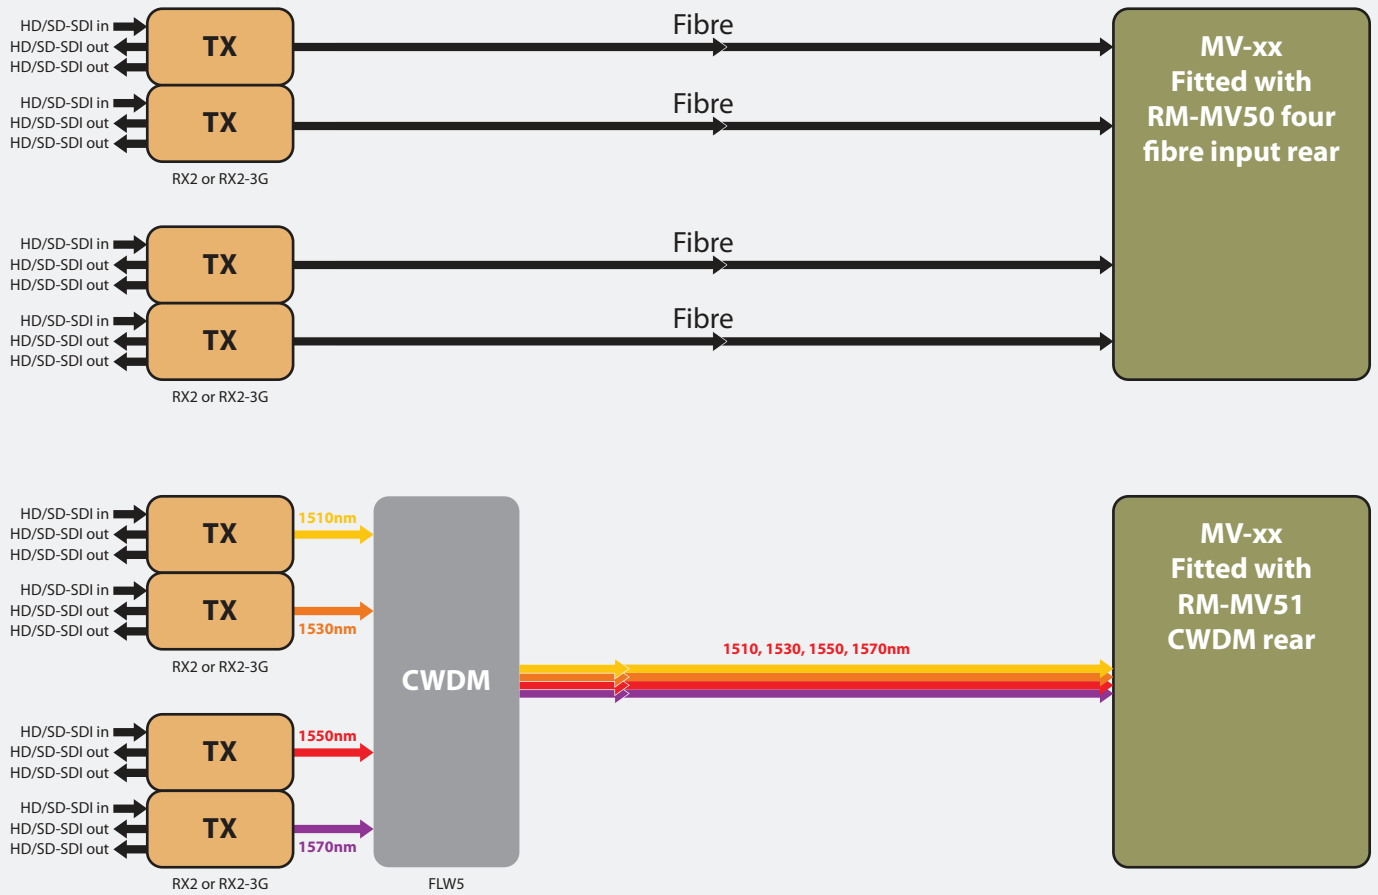 HD/SD-SDI in
HD/SD-SDI out
HD/SD-SDI out
TX
Fibre
HD/SD-SDI in
HD/SD-SDI out
HD/SD-SDI out
TX
Fibre
RX2 or RX2-3G
HD/SD-SDI in
HD/SD-SDI out
HD/SD-SDI out
TX
Fibre
HD/SD-SDI in
HD/SD-SDI out
HD/SD-SDI out
TX
Fibre
RX2 or RX2-3G
MV-xx
Fitted with
RM-MV50 four
fibre input rear
HD/SD-SDI in
HD/SD-SDI out
HD/SD-SDI out
TX
1510nm
HD/SD-SDI in
HD/SD-SDI out
HD/SD-SDI out
TX
1530nm
RX2 or RX2-3G
HD/SD-SDI in
HD/SD-SDI out
HD/SD-SDI out
TX
1550nm
HD/SD-SDI in
HD/SD-SDI out
HD/SD-SDI out
TX
1570nm
RX2 or RX2-3G
CWDM
FLW5
1510, 1530, 1550, 1570nm
MV-xx
Fitted with
RM-MV51
CWDM rear